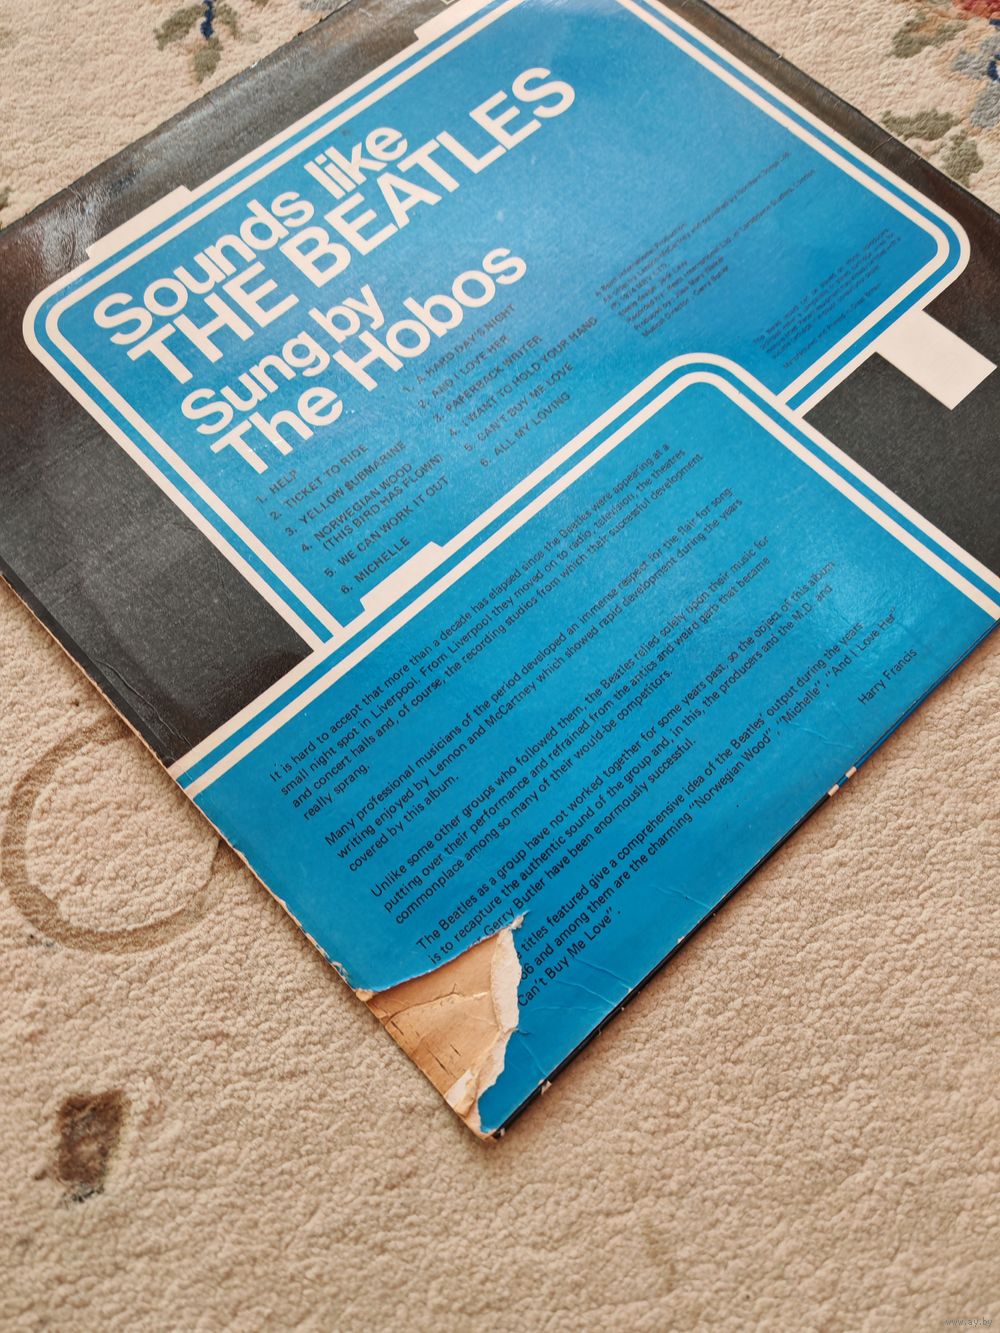 Sounds like
THE BEATLES
Sung by
The Hobos
1. HELP
2. TICKET TO RIDE
3. YELLOW SUBMARINE
4. NORWEGIAN WOOD
(THIS BIRD HAS FLOWN)
5. WE CAN WORK IT OUT
6. MICHELLE
1. A HARD DAY'S NIGHT
2. AND I LOVE HER
3. PAPERBACK WRITER
4. I WANT TO HOLD YOUR HAND
5. CAN'T BUY ME LOVE
6. ALL MY LOVING
It is hard to accept that more than a decade has elapsed since the Beatles were appearing at a
small night spot in Liverpool. From Liverpool they moved on to radio, television, the theatres
and concert halls and, of course, the recording studios from which their successful development
really sprang.
Many professional musicians of the period developed an immense respect for the flair for song
writing enjoyed by Lennon and McCartney which showed rapid development during the years
covered by this album.
Unlike some other groups who followed them, the Beatles relied solely upon their music for
putting over their performance and refrained from the antics and weird garb that became
commonplace among so many of their would-be competitors.
The Beatles as a group have not worked together for some years past, so the object of this album
is to recapture the authentic sound of the group and, in this, the producers and the M.D. and
Gerry Butler have been enormously successful.
titles featured give a comprehensive idea of the Beatles' output during the years
66 and among them are the charming "Norwegian Wood", "Michelle", "And I Love Her"
Can't Buy Me Love".
Harry Francis
www.ay.by